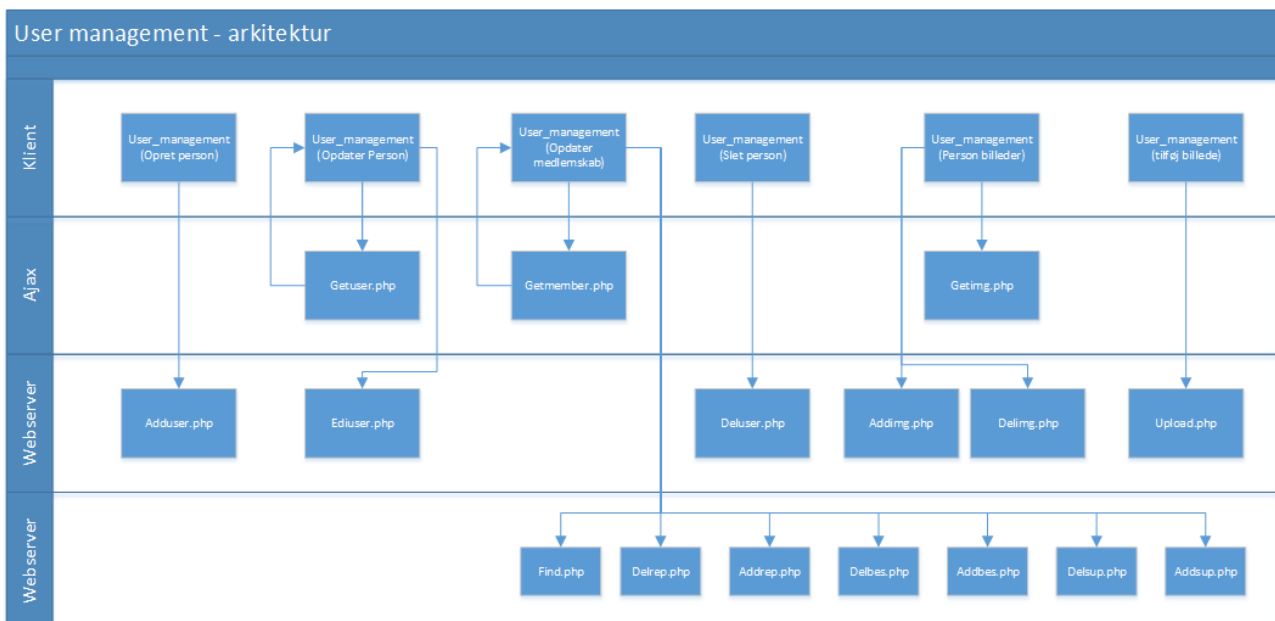 User management - arkitektur
Klient
User_management
(Opret person)
User_management
(Opdater Person)
User_management
(Opdater
medlemskab)
User_management
(Slet person)
User_management
(Person billeder)
User_management
(tilføj billede)
Ajax
Getuser.php
Getmember.php
Getimg.php
Webserver
Adduser.php
Ediuser.php
Deluser.php
Addimg.php
Delimg.php
Upload.php
Webserver
Find.php
Delrep.php
Addrep.php
Delbes.php
Addbes.php
Delsup.php
Addsup.php